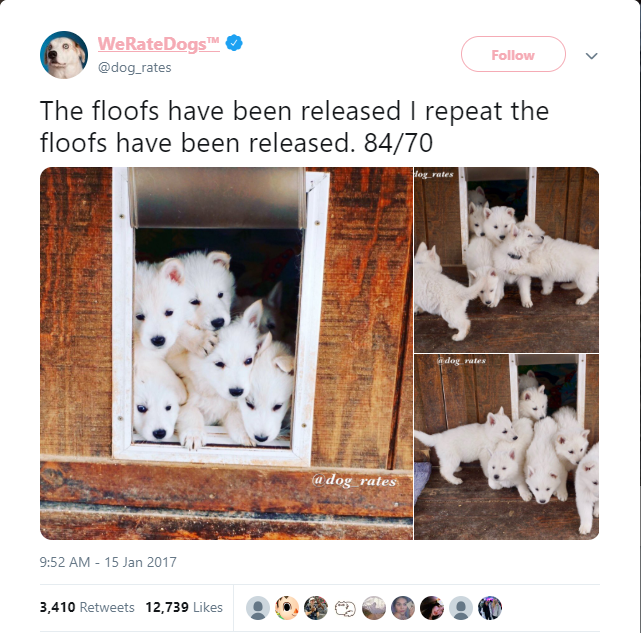 WeRateDogs™
@dog_rates
Follow
The floofs have been released I repeat the
floofs have been released. 84/70
dog_rates
@dog_rates
@dog_rates
9:52 AM - 15 Jan 2017
3,410 Retweets 12,739 Likes